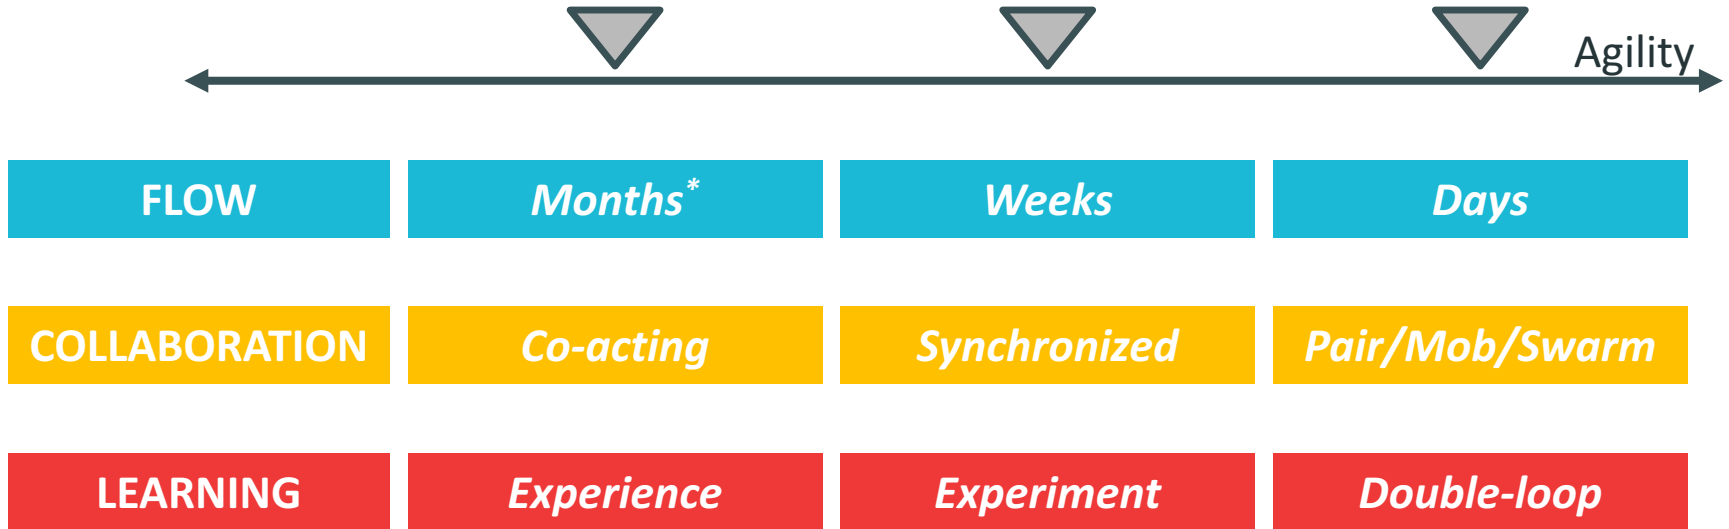 Agility
FLOW Months* Weeks Days
COLLABORATION Co-acting Synchronized Pair/Mob/Swarm
LEARNING Experience Experiment Double-loop